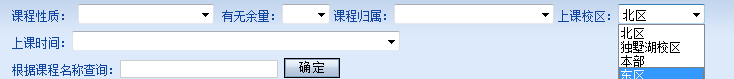 课程性质： 有无余量： 课程归属： 上课校区： 北区
北区
上课时间： 独墅湖校区
本部
根据课程名称查询： 确定 东区